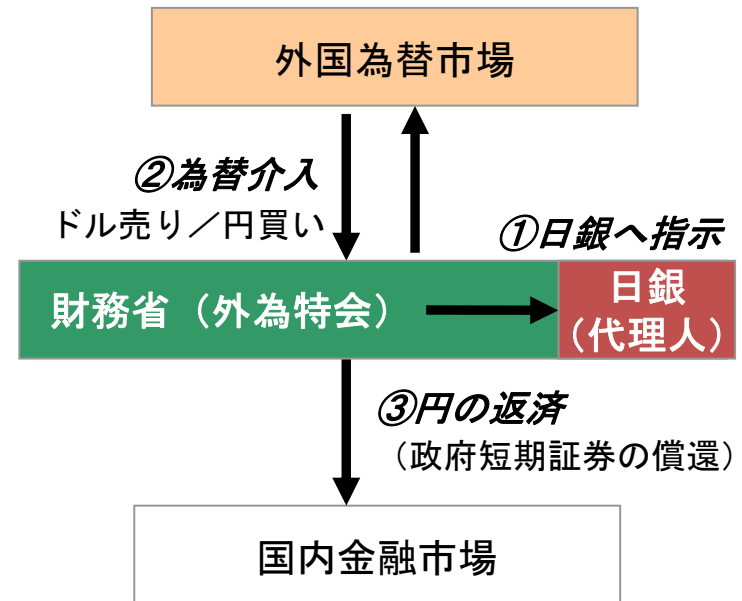 外国為替市場
②為替介入
ドル売り／円買い
①日銀へ指示
財務省（外為特会）
日銀
（代理人）
③円の返済
（政府短期証券の償還）
国内金融市場